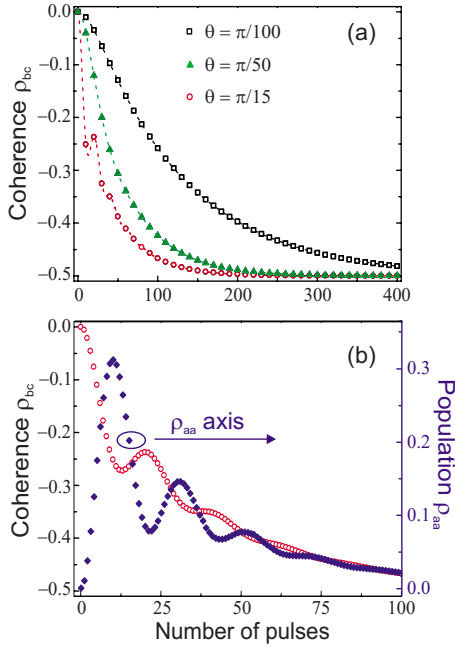 0.0
-0.1
-0.2
-0.3
-0.4
-0.5
Coherence ρbc
(a)
θ = π/100
θ = π/50
θ = π/15
0
100
200
300
400
0.0
-0.1
-0.2
-0.3
-0.4
-0.5
Coherence ρbc
(b)
ρaa axis
0.3
0.2
0.1
0.0
Population ρaa
0
25
50
75
100
Number of pulses